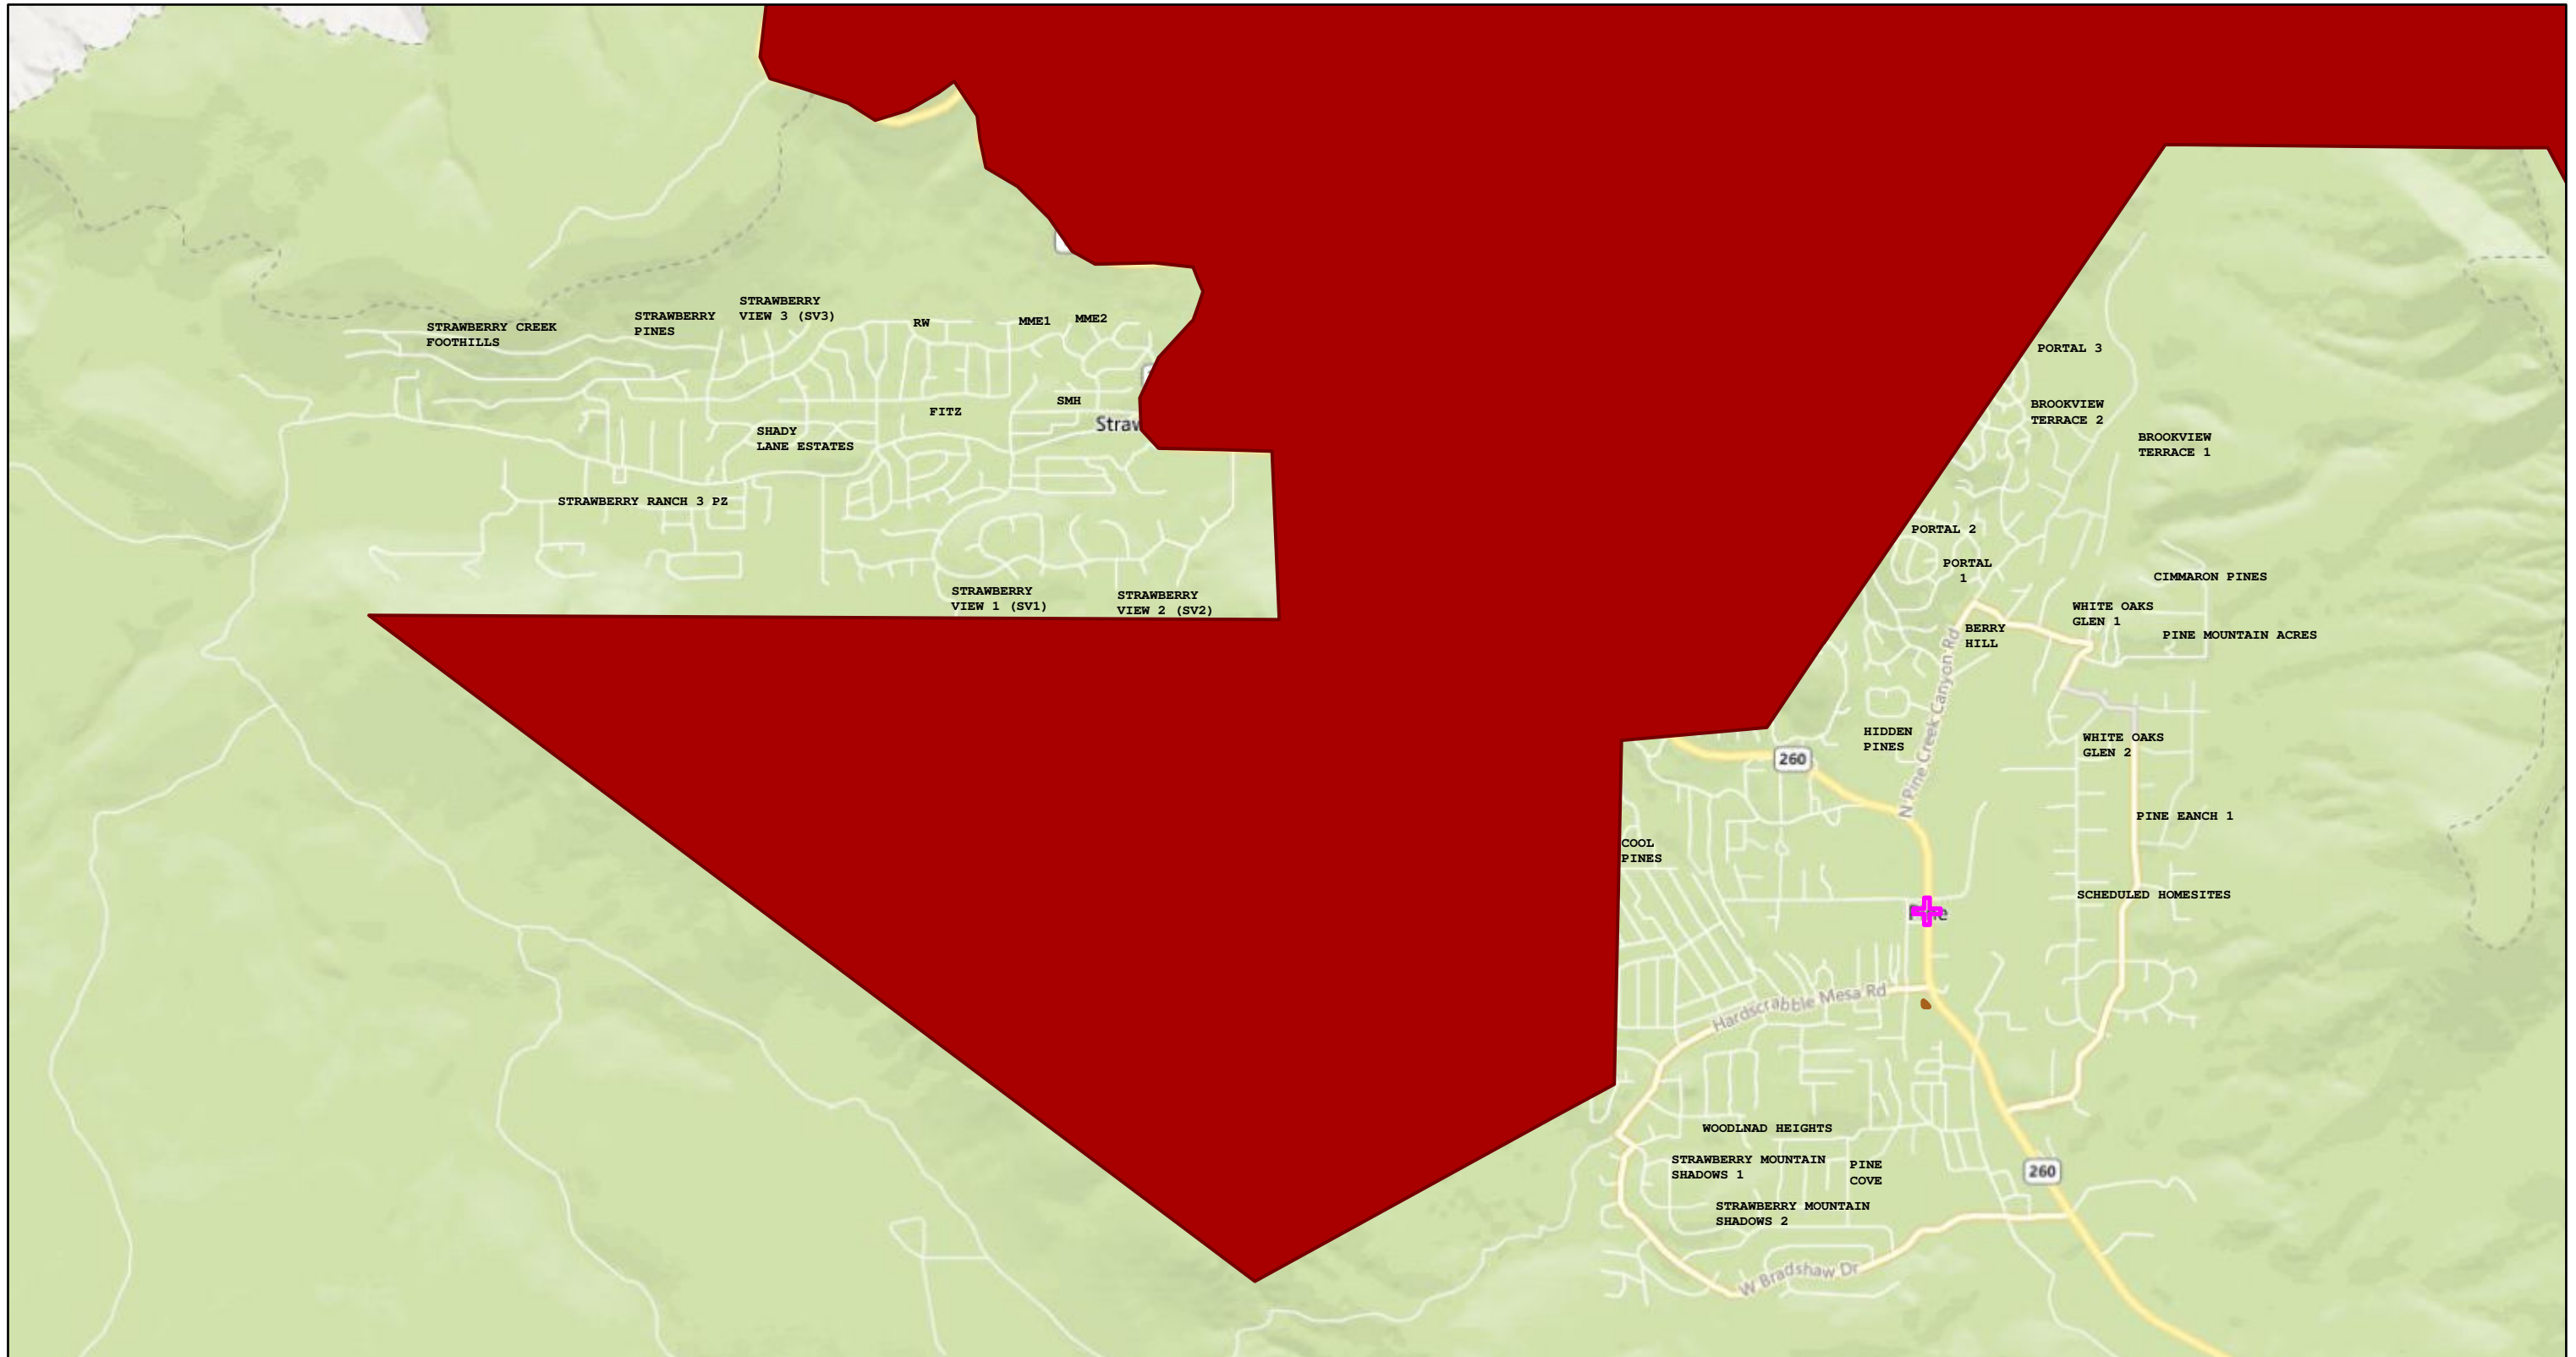 STRAWBERRY
VIEW 3 (SV3)
STRAWBERRY
PINES
STRAWBERRY CREEK
FOOTHILLS
RW
MME1
MME2
SMH
FITZ
Straw
SHADY
LANE ESTATES
STRAWBERRY RANCH 3 PZ
STRAWBERRY
VIEW 1 (SV1)
STRAWBERRY
VIEW 2 (SV2)
PORTAL 3
BROOKVIEW
TERRACE 2
BROOKVIEW
TERRACE 1
PORTAL 2
PORTAL
1
CIMMARON PINES
WHITE OAKS
GLEN 1
BERRY
HILL
PINE MOUNTAIN ACRES
N Pine Creek Canyon Rd
HIDDEN
PINES
WHITE OAKS
GLEN 2
260
PINE EANCH 1
COOL
PINES
SCHEDULED HOMESITES
Hardscrabble Mesa Rd
WOODLNAD HEIGHTS
STRAWBERRY MOUNTAIN
SHADOWS 1
PINE
COVE
260
STRAWBERRY MOUNTAIN
SHADOWS 2
W Bradshaw Dr